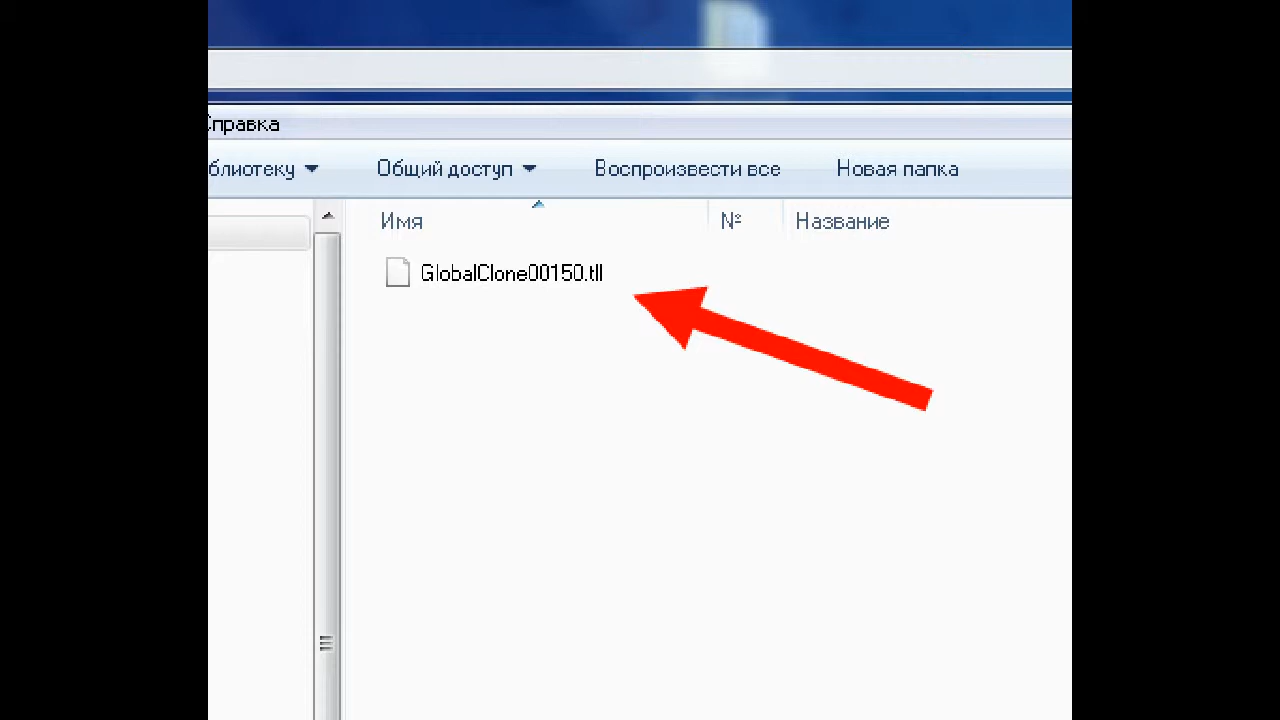 Справка
блиотеку Общий доступ Воспроизвести все Новая папка
Имя № Название
GlobalClone00150.tll